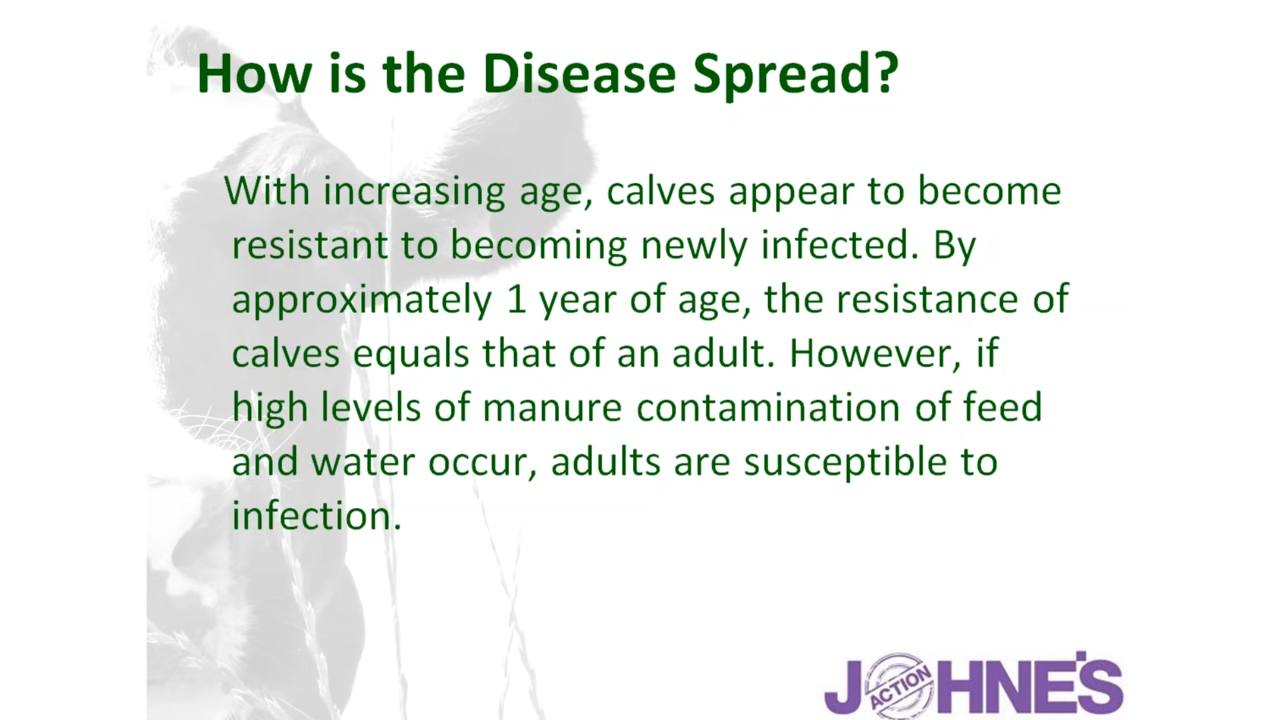 How is the Disease Spread?
With increasing age, calves appear to become
resistant to becoming newly infected. By
approximately 1 year of age, the resistance of
calves equals that of an adult. However, if
high levels of manure contamination of feed
and water occur, adults are susceptible to
infection.
JOHNE'S
ACTION